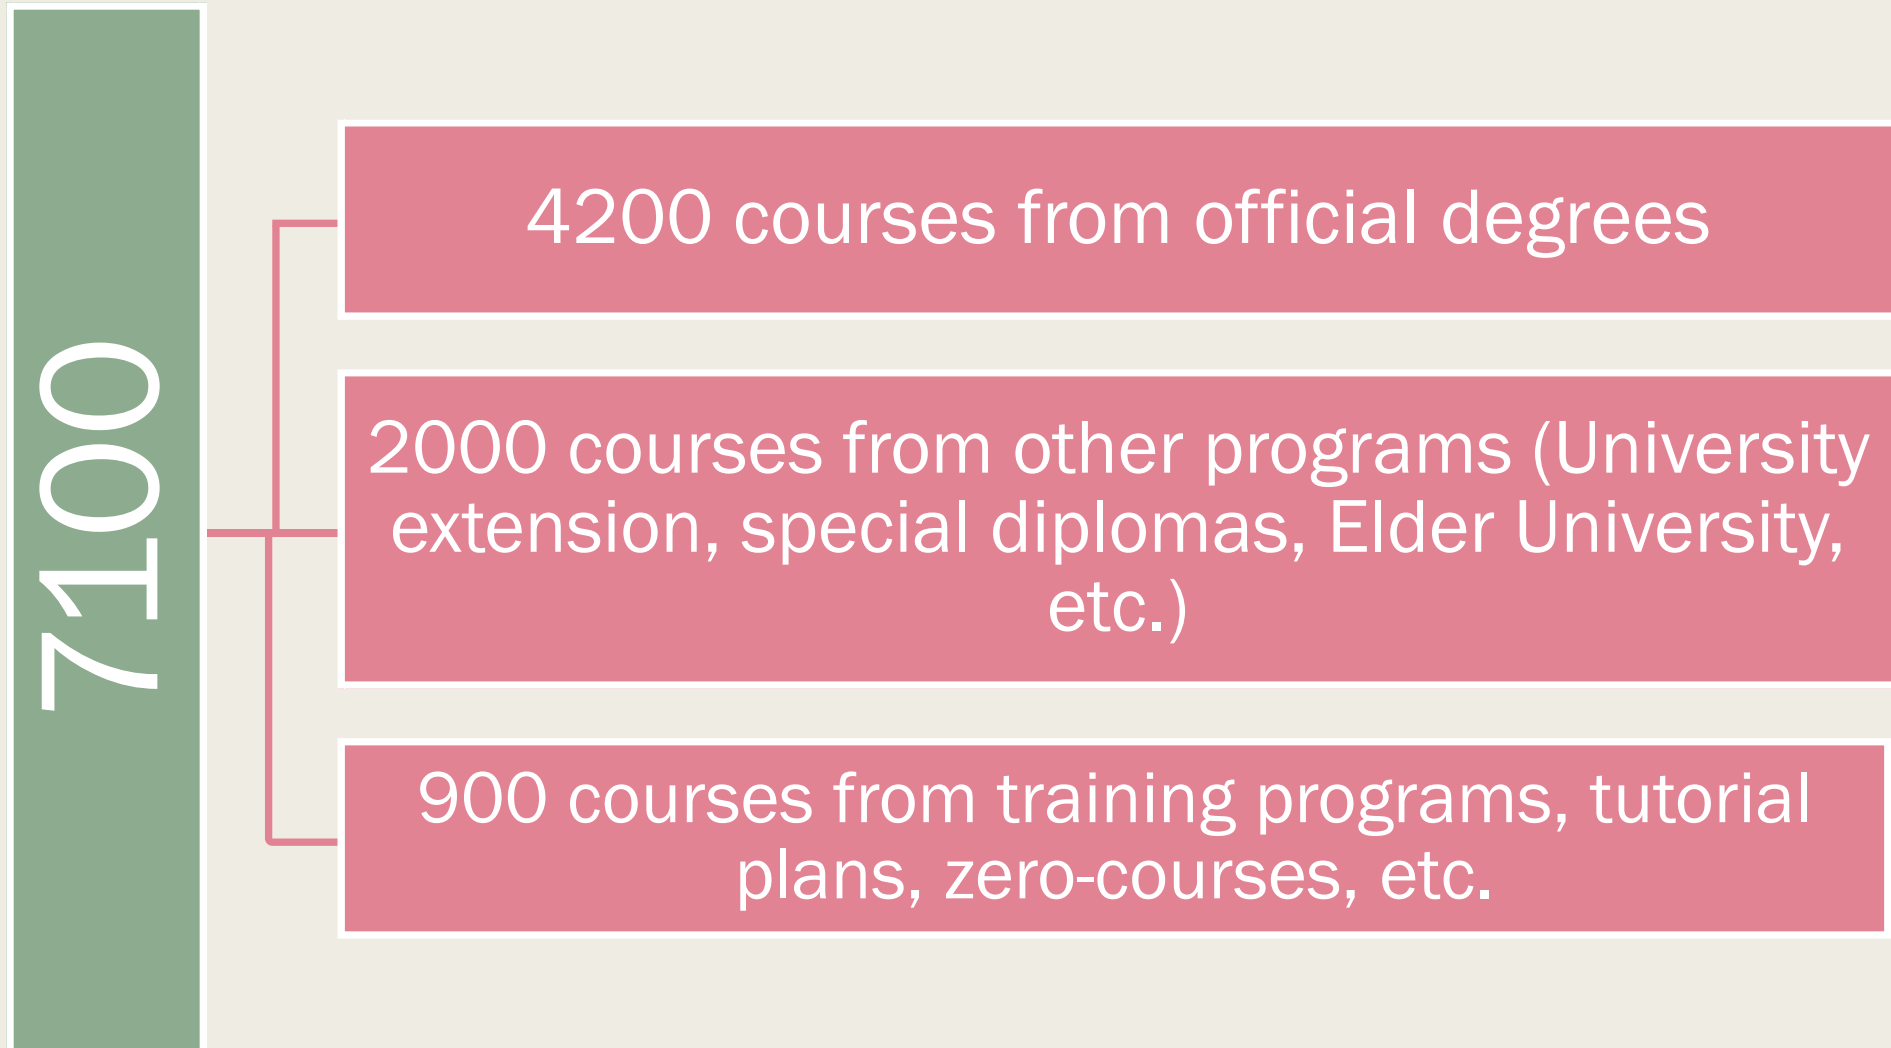 7100
4200 courses from official degrees
2000 courses from other programs (University
extension, special diplomas, Elder University,
etc.)
900 courses from training programs, tutorial
plans, zero-courses, etc.